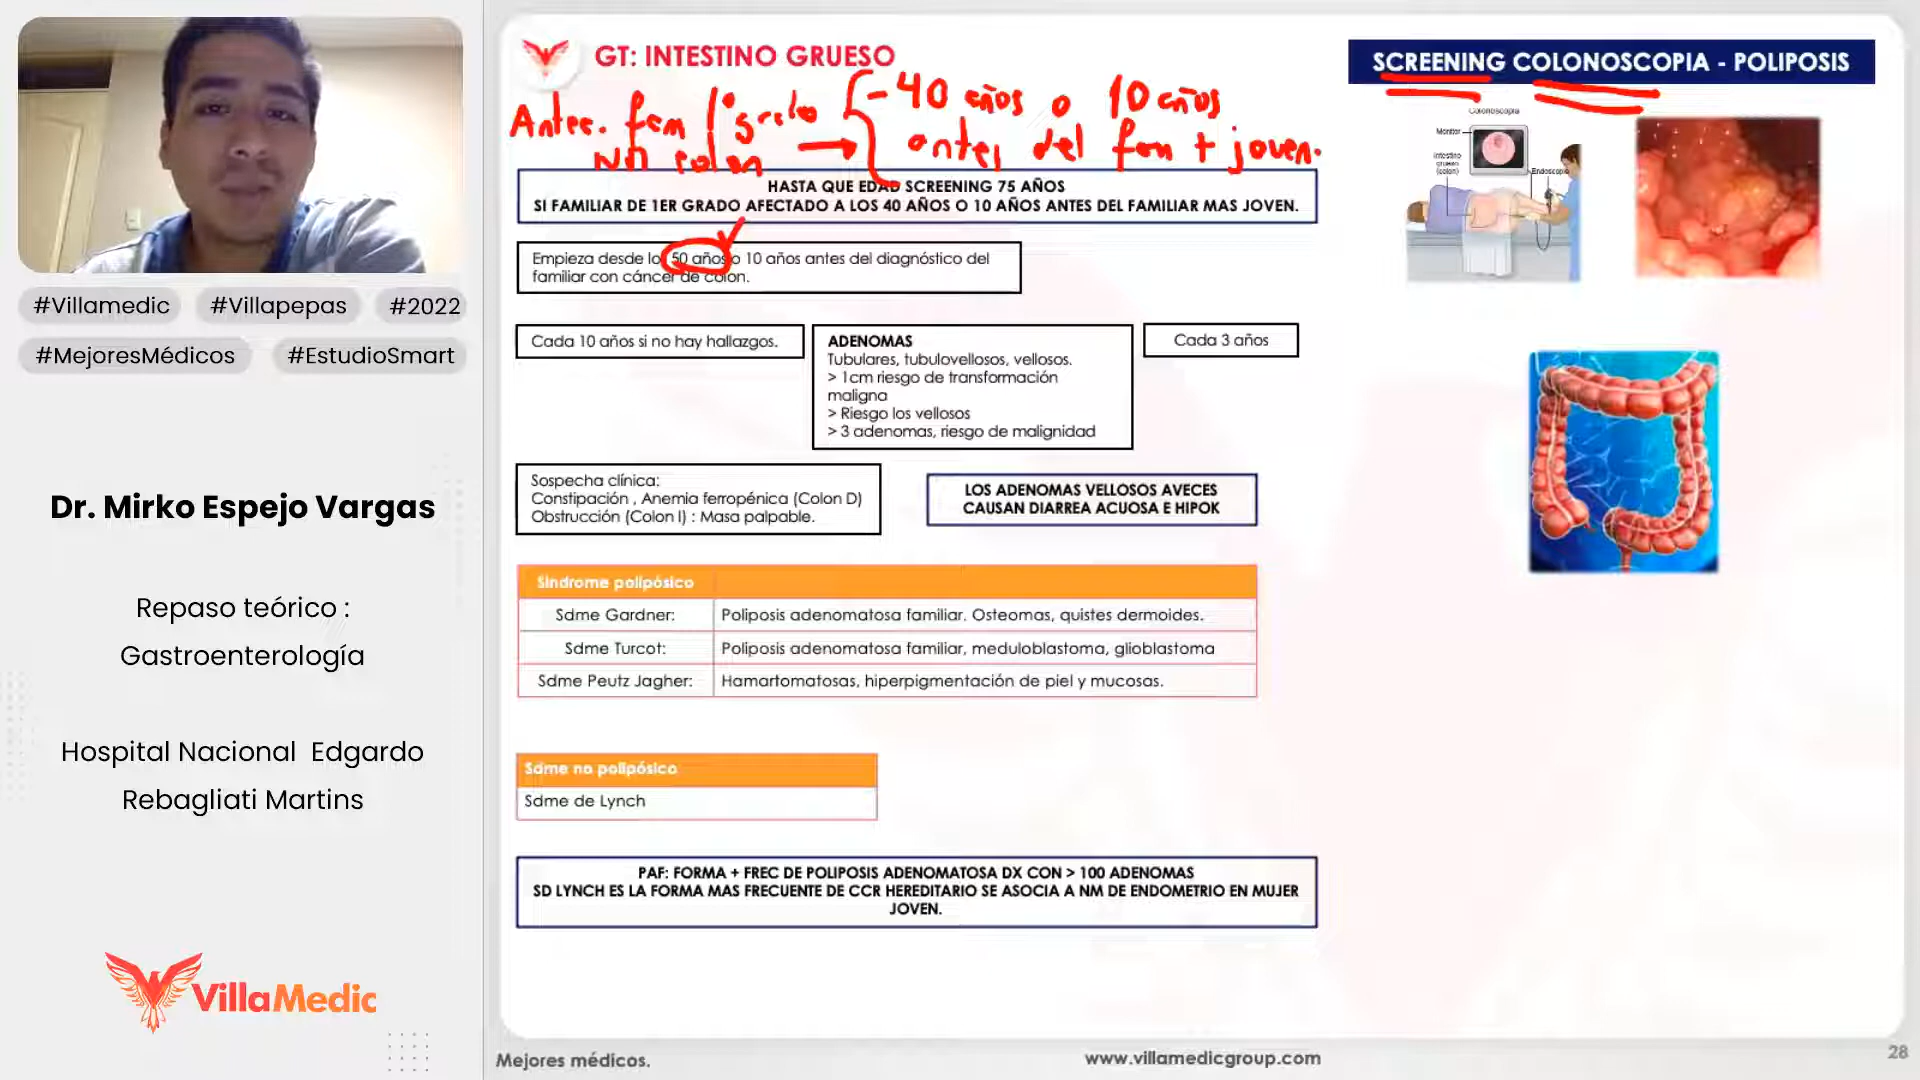 #Villamedic #Villapepas #2022
#MejoresMédicos #EstudioSmart
Dr. Mirko Espejo Vargas
Repaso teórico :
Gastroenterología
Hospital Nacional Edgardo
Rebagliati Martins
VillaMedic
GT: INTESTINO GRUESO
SCREENING COLONOSCOPIA - POLIPOSIS
Antec. fam 1° grado - 40 años o 10 años
NM colon → antes del fam + joven.
HASTA QUE EDAD SCREENING 75 AÑOS
SI FAMILIAR DE 1ER GRADO AFECTADO A LOS 40 AÑOS O 10 AÑOS ANTES DEL FAMILIAR MAS JOVEN.
Empieza desde los 50 años o 10 años antes del diagnóstico del
familiar con cáncer de colon.
Colonoscopia
Monitor
Intestino
grueso
(colon)
Endoscopio
Cada 10 años si no hay hallazgos.
ADENOMAS
Tubulares, tubulovellosos, vellosos.
> 1cm riesgo de transformación
maligna
> Riesgo los vellosos
> 3 adenomas, riesgo de malignidad
Cada 3 años
Sospecha clínica:
Constipación , Anemia ferropénica (Colon D)
Obstrucción (Colon I) : Masa palpable.
LOS ADENOMAS VELLOSOS AVECES
CAUSAN DIARREA ACUOSA E HIPOK
Sindrome polipósico
Sdme Gardner: Poliposis adenomatosa familiar. Osteomas, quistes dermoides.
Sdme Turcot: Poliposis adenomatosa familiar, meduloblastoma, glioblastoma
Sdme Peutz Jagher: Hamartomatosas, hiperpigmentación de piel y mucosas.
Sdme no polipósico
Sdme de Lynch
PAF: FORMA + FREC DE POLIPOSIS ADENOMATOSA DX CON > 100 ADENOMAS
SD LYNCH ES LA FORMA MAS FRECUENTE DE CCR HEREDITARIO SE ASOCIA A NM DE ENDOMETRIO EN MUJER
JOVEN.
Mejores médicos.
www.villamedicgroup.com
28